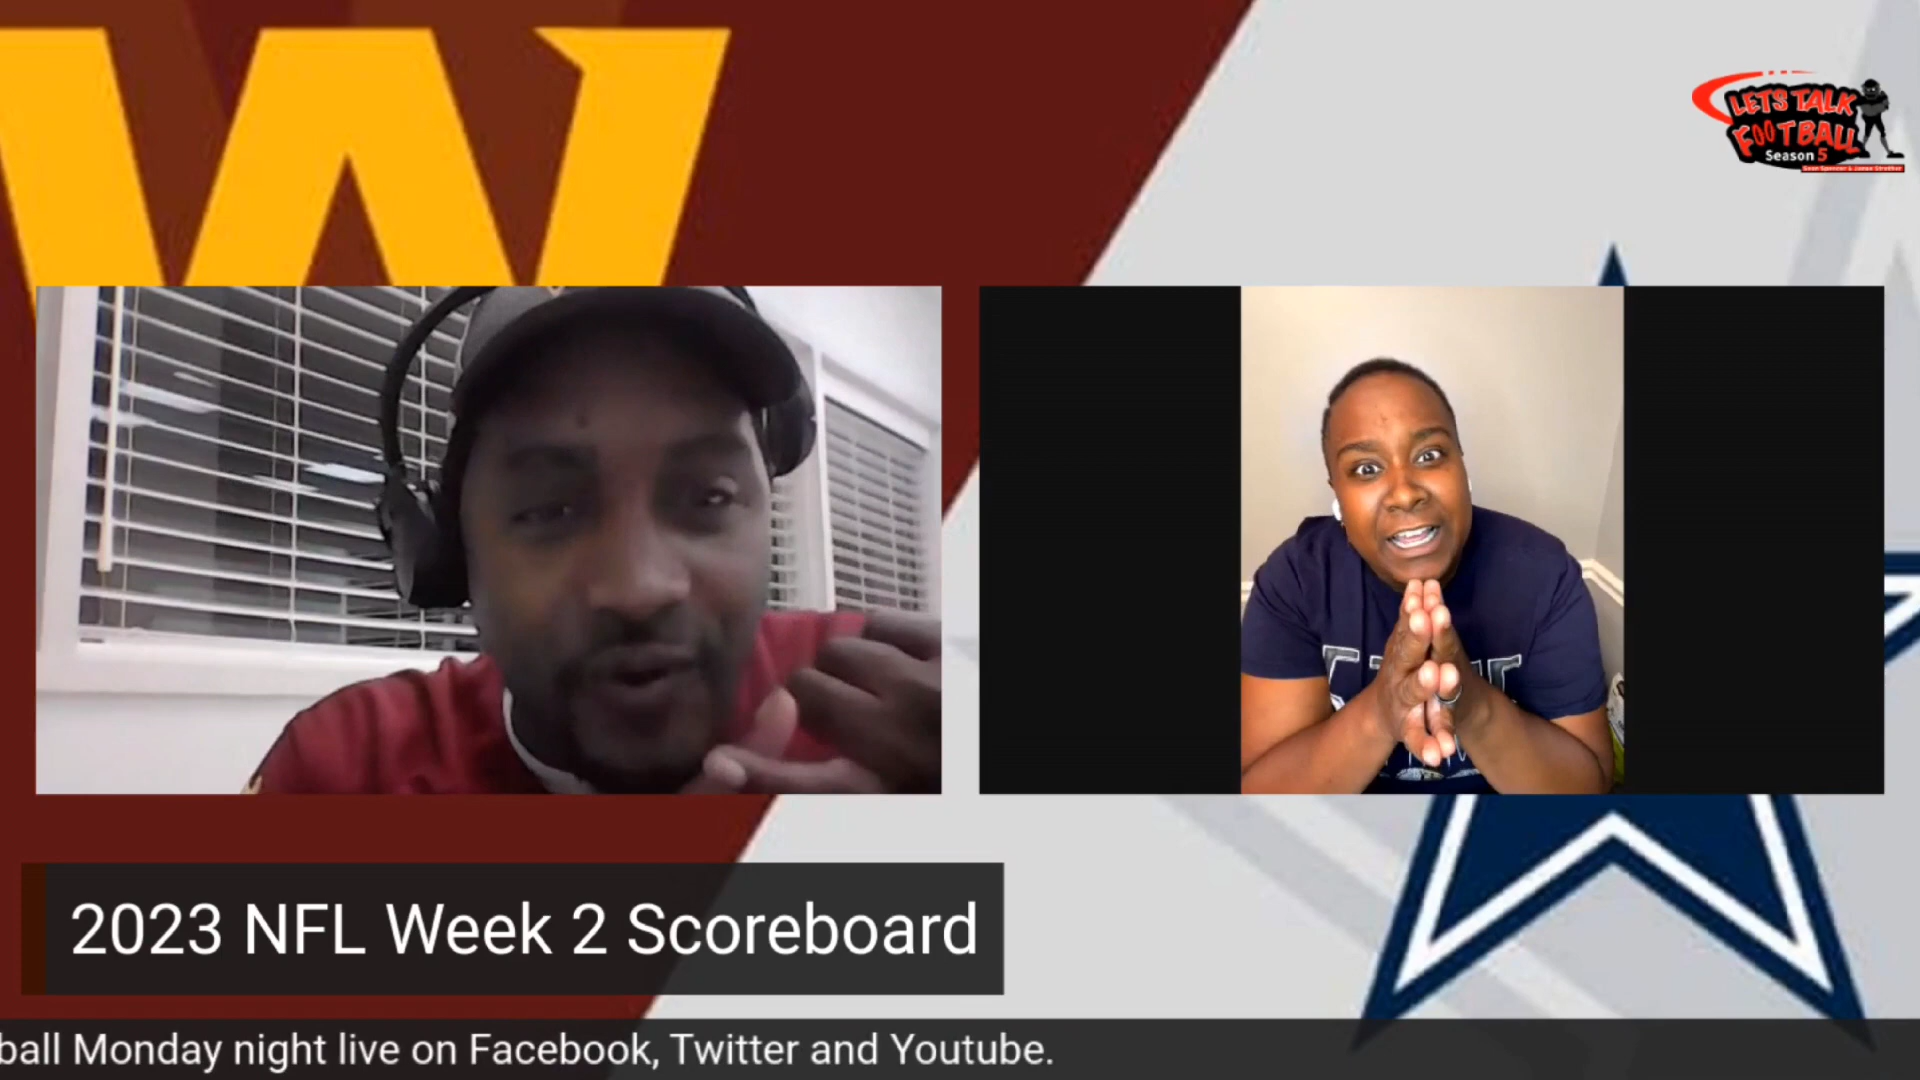 LETS TALK
FOOTBALL
Season 5
2023 NFL Week 2 Scoreboard
ball Monday night live on Facebook, Twitter and Youtube.